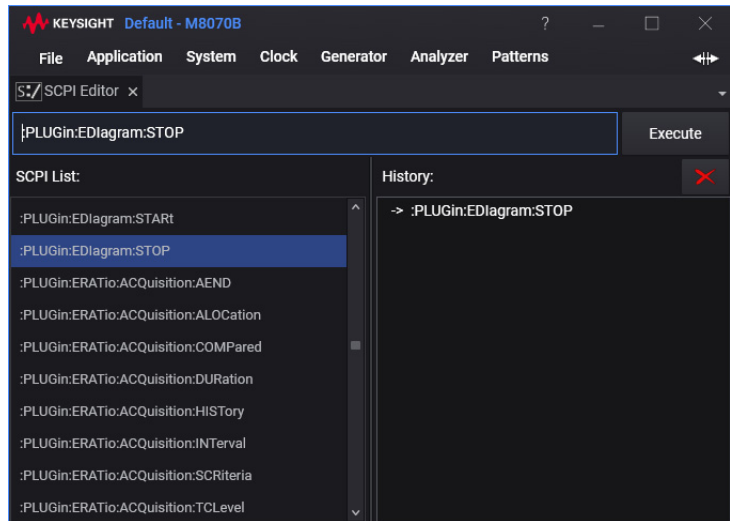 KEYSIGHT Default - M8070B
File Application System Clock Generator Analyzer Patterns
S:/ SCPI Editor
:PLUGin:EDIagram:STOP Execute
SCPI List: History:
:PLUGin:EDIagram:STARt
:PLUGin:EDIagram:STOP
:PLUGin:ERATio:ACQuisition:AEND
:PLUGin:ERATio:ACQuisition:ALOCation
:PLUGin:ERATio:ACQuisition:COMPared
:PLUGin:ERATio:ACQuisition:DURation
:PLUGin:ERATio:ACQuisition:HISTory
:PLUGin:ERATio:ACQuisition:INTerval
:PLUGin:ERATio:ACQuisition:SCRiteria
:PLUGin:ERATio:ACQuisition:TCLevel
-> :PLUGin:EDIagram:STOP